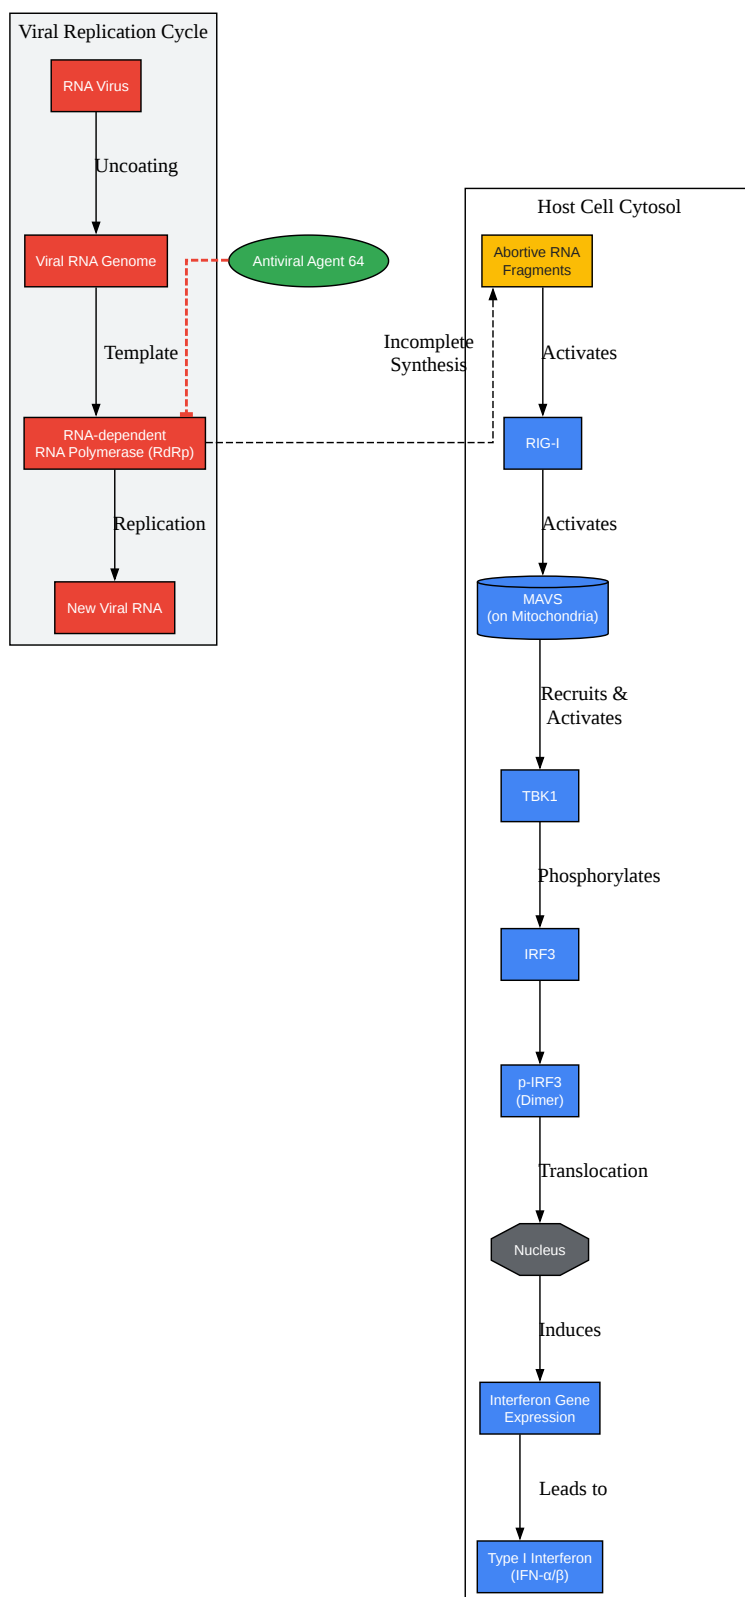 Viral Replication Cycle
RNA Virus
Uncoating
Viral RNA Genome
Antiviral Agent 64
Template
RNA-dependent
RNA Polymerase (RdRp)
Replication
New Viral RNA
Incomplete
Synthesis
Host Cell Cytosol
Abortive RNA
Fragments
Activates
RIG-I
Activates
MAVS
(on Mitochondria)
Recruits &
Activates
TBK1
Phosphorylates
IRF3
p-IRF3
(Dimer)
Translocation
Nucleus
Induces
Interferon Gene
Expression
Leads to
Type I Interferon
(IFN-α/β)